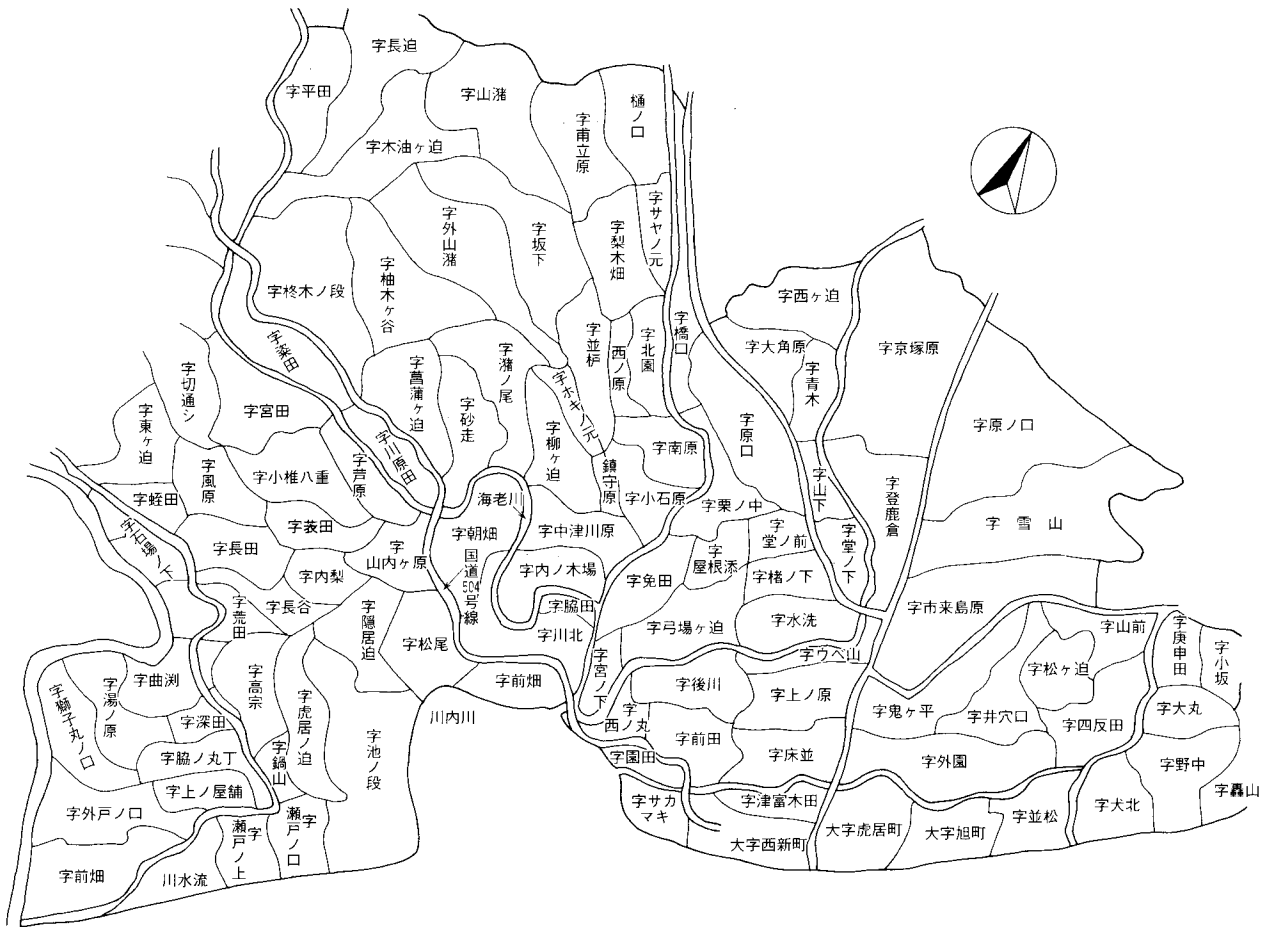 字長迫
字平田
字山潴
樋ノ口
字甫立原
字木油ヶ迫
字サヤノ元
字外山潴
字坂下
字梨木畑
字柚木ヶ谷
字柊木ノ段
字西ヶ迫
字橋口
字北園
字並枦
西ノ原
字大角原
字京塚原
字青木
字染田
字潴ノ尾
字菖蒲ヶ迫
字砂走
字ホキノ元
字切通シ
字宮田
字東ヶ迫
字原口
字原ノ口
字柳ヶ迫
字南原
字川原田
字芦原
字風原
字小椎八重
鎮守原
字小石原
字栗ノ中
字山下
字登鹿倉
字蛭田
海老川
字石場ノ下
字長田
字朝畑
字中津川原
字堂ノ前
字堂ノ下
字雪山
字屋根添
字山内ヶ原
国道504号線
字内ノ木場
字免田
字楮ノ下
字内梨
字長谷
字荒田
字脇田
字市来島原
字隠居迫
字松尾
字川北
字弓場ヶ迫
字水洗
字山前
字庚申田
字小坂
字ウベ山
字宮ノ下
字松ヶ迫
字曲渕
字湯ノ原
字獅子丸ノ口
字高宗
字虎居ノ迫
字前畑
字後川
字上ノ原
字鬼ヶ平
字井穴口
字四反田
字大丸
川内川
字深田
字西ノ丸
字前田
字脇ノ丸丁
字鍋山
字池ノ段
字園田
字床並
字外園
字野中
字上ノ屋舗
字外戸ノ口
字サカマキ
字津富木田
字犬北
字轟山
字並松
字瀬戸ノ上
字瀬戸ノ口
大字西新町
大字虎居町
大字旭町
字前畑
川水流